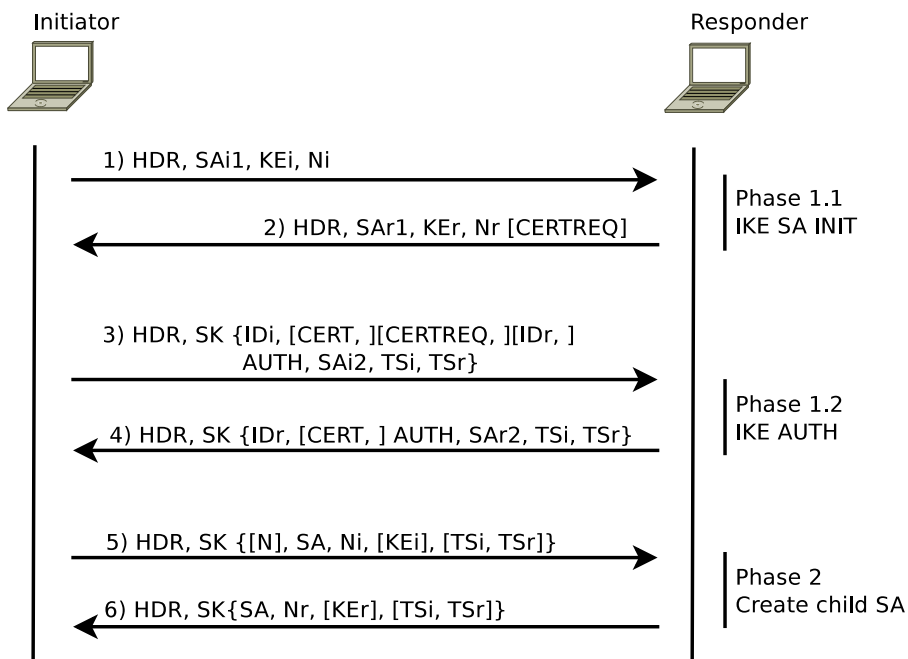 Initiator
Responder
1) HDR, SAi1, KEi, Ni
Phase 1.1
IKE SA INIT
2) HDR, SAr1, KEr, Nr [CERTREQ]
3) HDR, SK {IDi, [CERT, ][CERTREQ, ][IDr, ]
AUTH, SAi2, TSi, TSr}
Phase 1.2
IKE AUTH
4) HDR, SK {IDr, [CERT, ] AUTH, SAr2, TSi, TSr}
5) HDR, SK {[N], SA, Ni, [KEi], [TSi, TSr]}
Phase 2
Create child SA
6) HDR, SK{SA, Nr, [KEr], [TSi, TSr]}